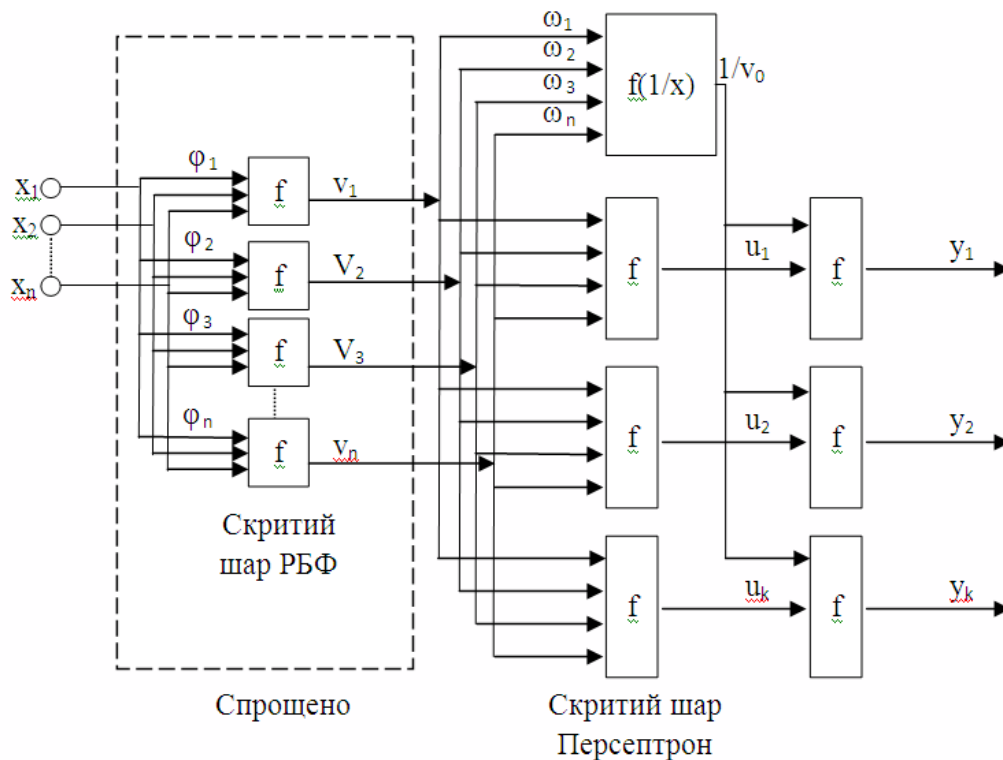 ω₁
ω₂
ω₃
ωₙ
f(1/x)
1/v₀
x₁
x₂
xₙ
φ₁
f
v₁
φ₂
f
V₂
φ₃
f
V₃
φₙ
f
vₙ
f
u₁
f
y₁
f
u₂
f
y₂
f
uₖ
f
yₖ
Скритий
шар РБФ
Спрощено
Скритий шар
Персептрон